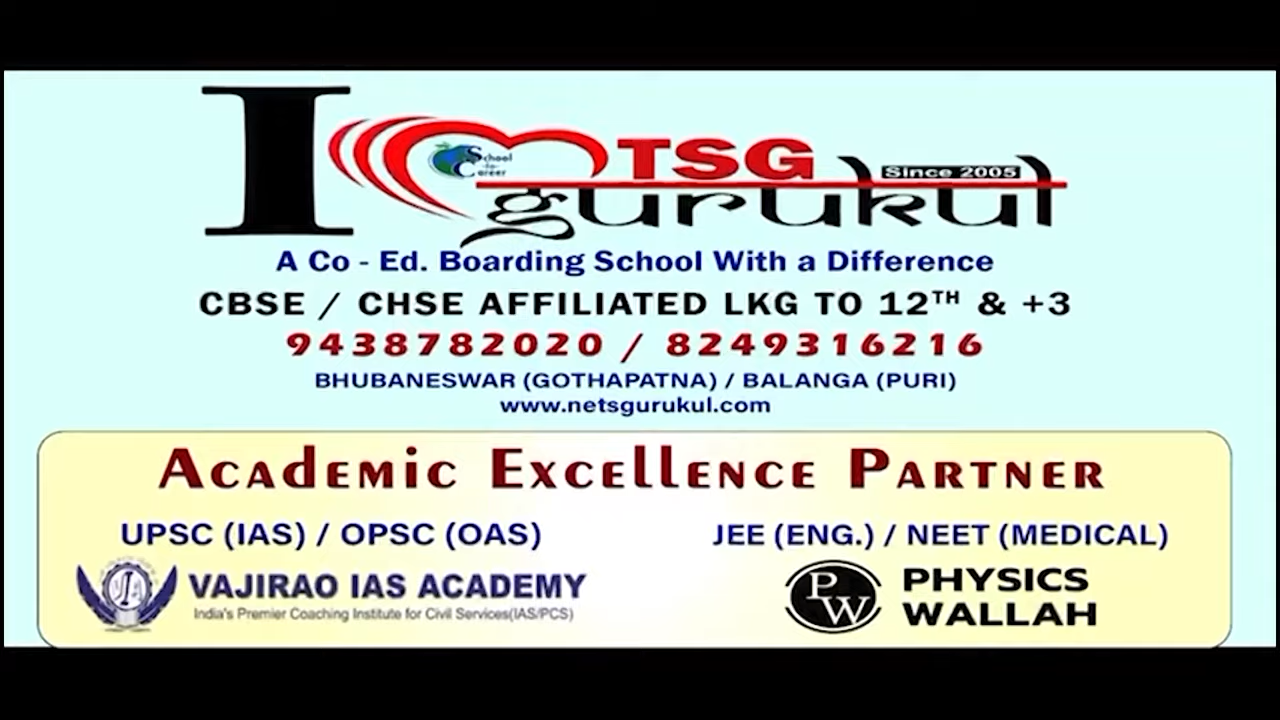 I TSG
School
to
Career
Since 2005
gurukul
A Co - Ed. Boarding School With a Difference
CBSE / CHSE AFFILIATED LKG TO 12TH & +3
9438782020 / 8249316216
BHUBANESWAR (GOTHAPATNA) / BALANGA (PURI)
www.netsgurukul.com
Academic Excellence Partner
UPSC (IAS) / OPSC (OAS)
VAJIRAO IAS ACADEMY
India's Premier Coaching Institute for Civil Services(IAS/PCS)
JEE (ENG.) / NEET (MEDICAL)
PW
PHYSICS
WALLAH